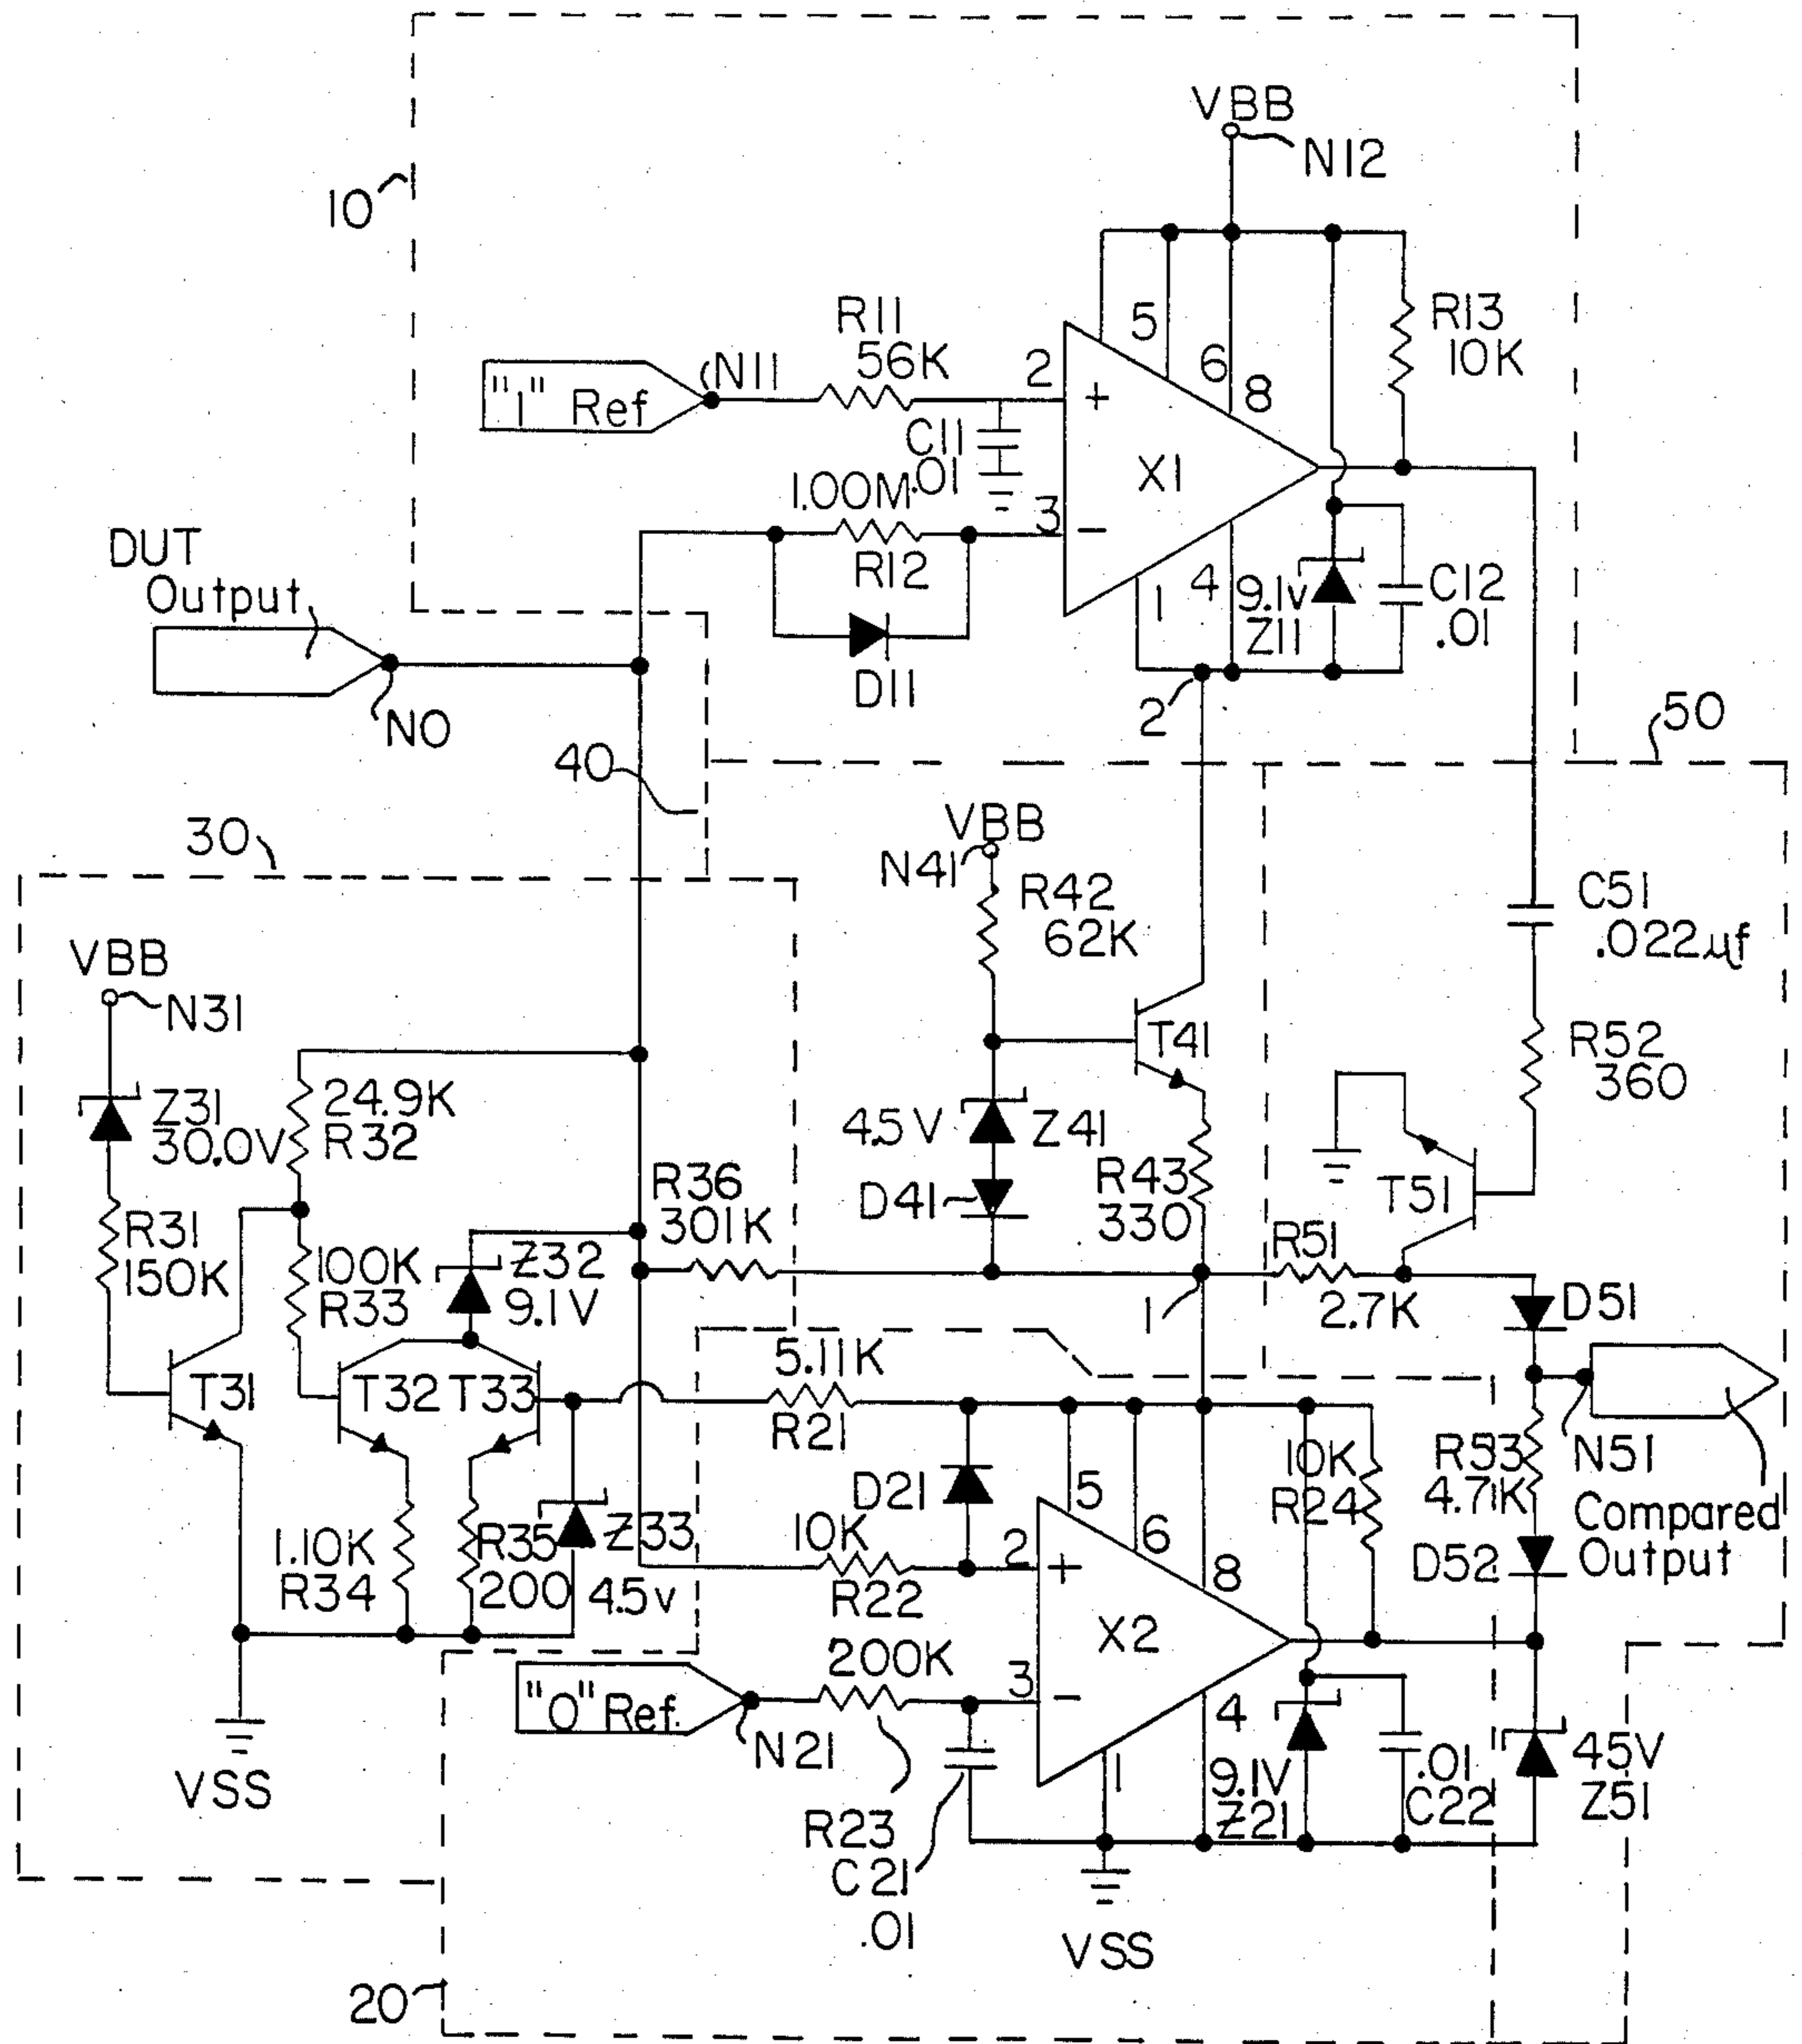 VBB
N12
10
R11
56K
N11
"1" Ref
C11
.01
2
+
5
6
8
R13
10K
X1
1.00M
R12
3
−
DUT
Output
N0
D11
1
4
9.1v
Z11
C12
.01
2
50
40
30
VBB
N41
R42
62K
C51
.022µf
VBB
N31
T41
R52
360
Z31
30.0V
24.9K
R32
4.5V
Z41
R36
301K
D41
R43
330
T51
R31
150K
100K
R33
Z32
9.1V
R51
2.7K
1
D51
5.11K
R21
T31
T32
T33
N51
Compared
Output
D21
5
6
10K
R24
R53
4.7K
1.10K
R34
R35
200
Z33
4.5v
10K
R22
2
+
8
D52
X2
200K
"0" Ref.
N21
3
−
4
1
R23
C21
.01
9.1V
Z21
.01
C22
45V
Z51
VSS
VSS
20